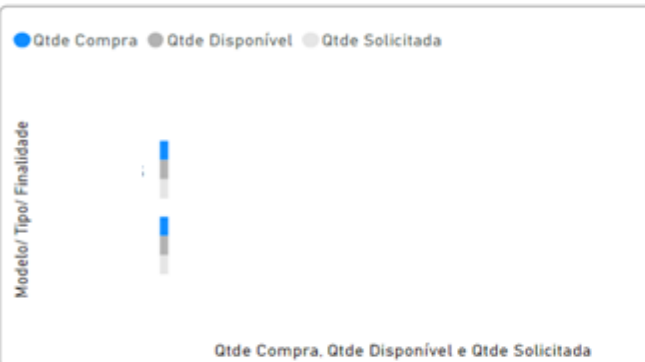 Qtde Compra Qtde Disponível Qtde Solicitada
Modelo/ Tipo/ Finalidade
Qtde Compra, Qtde Disponível e Qtde Solicitada